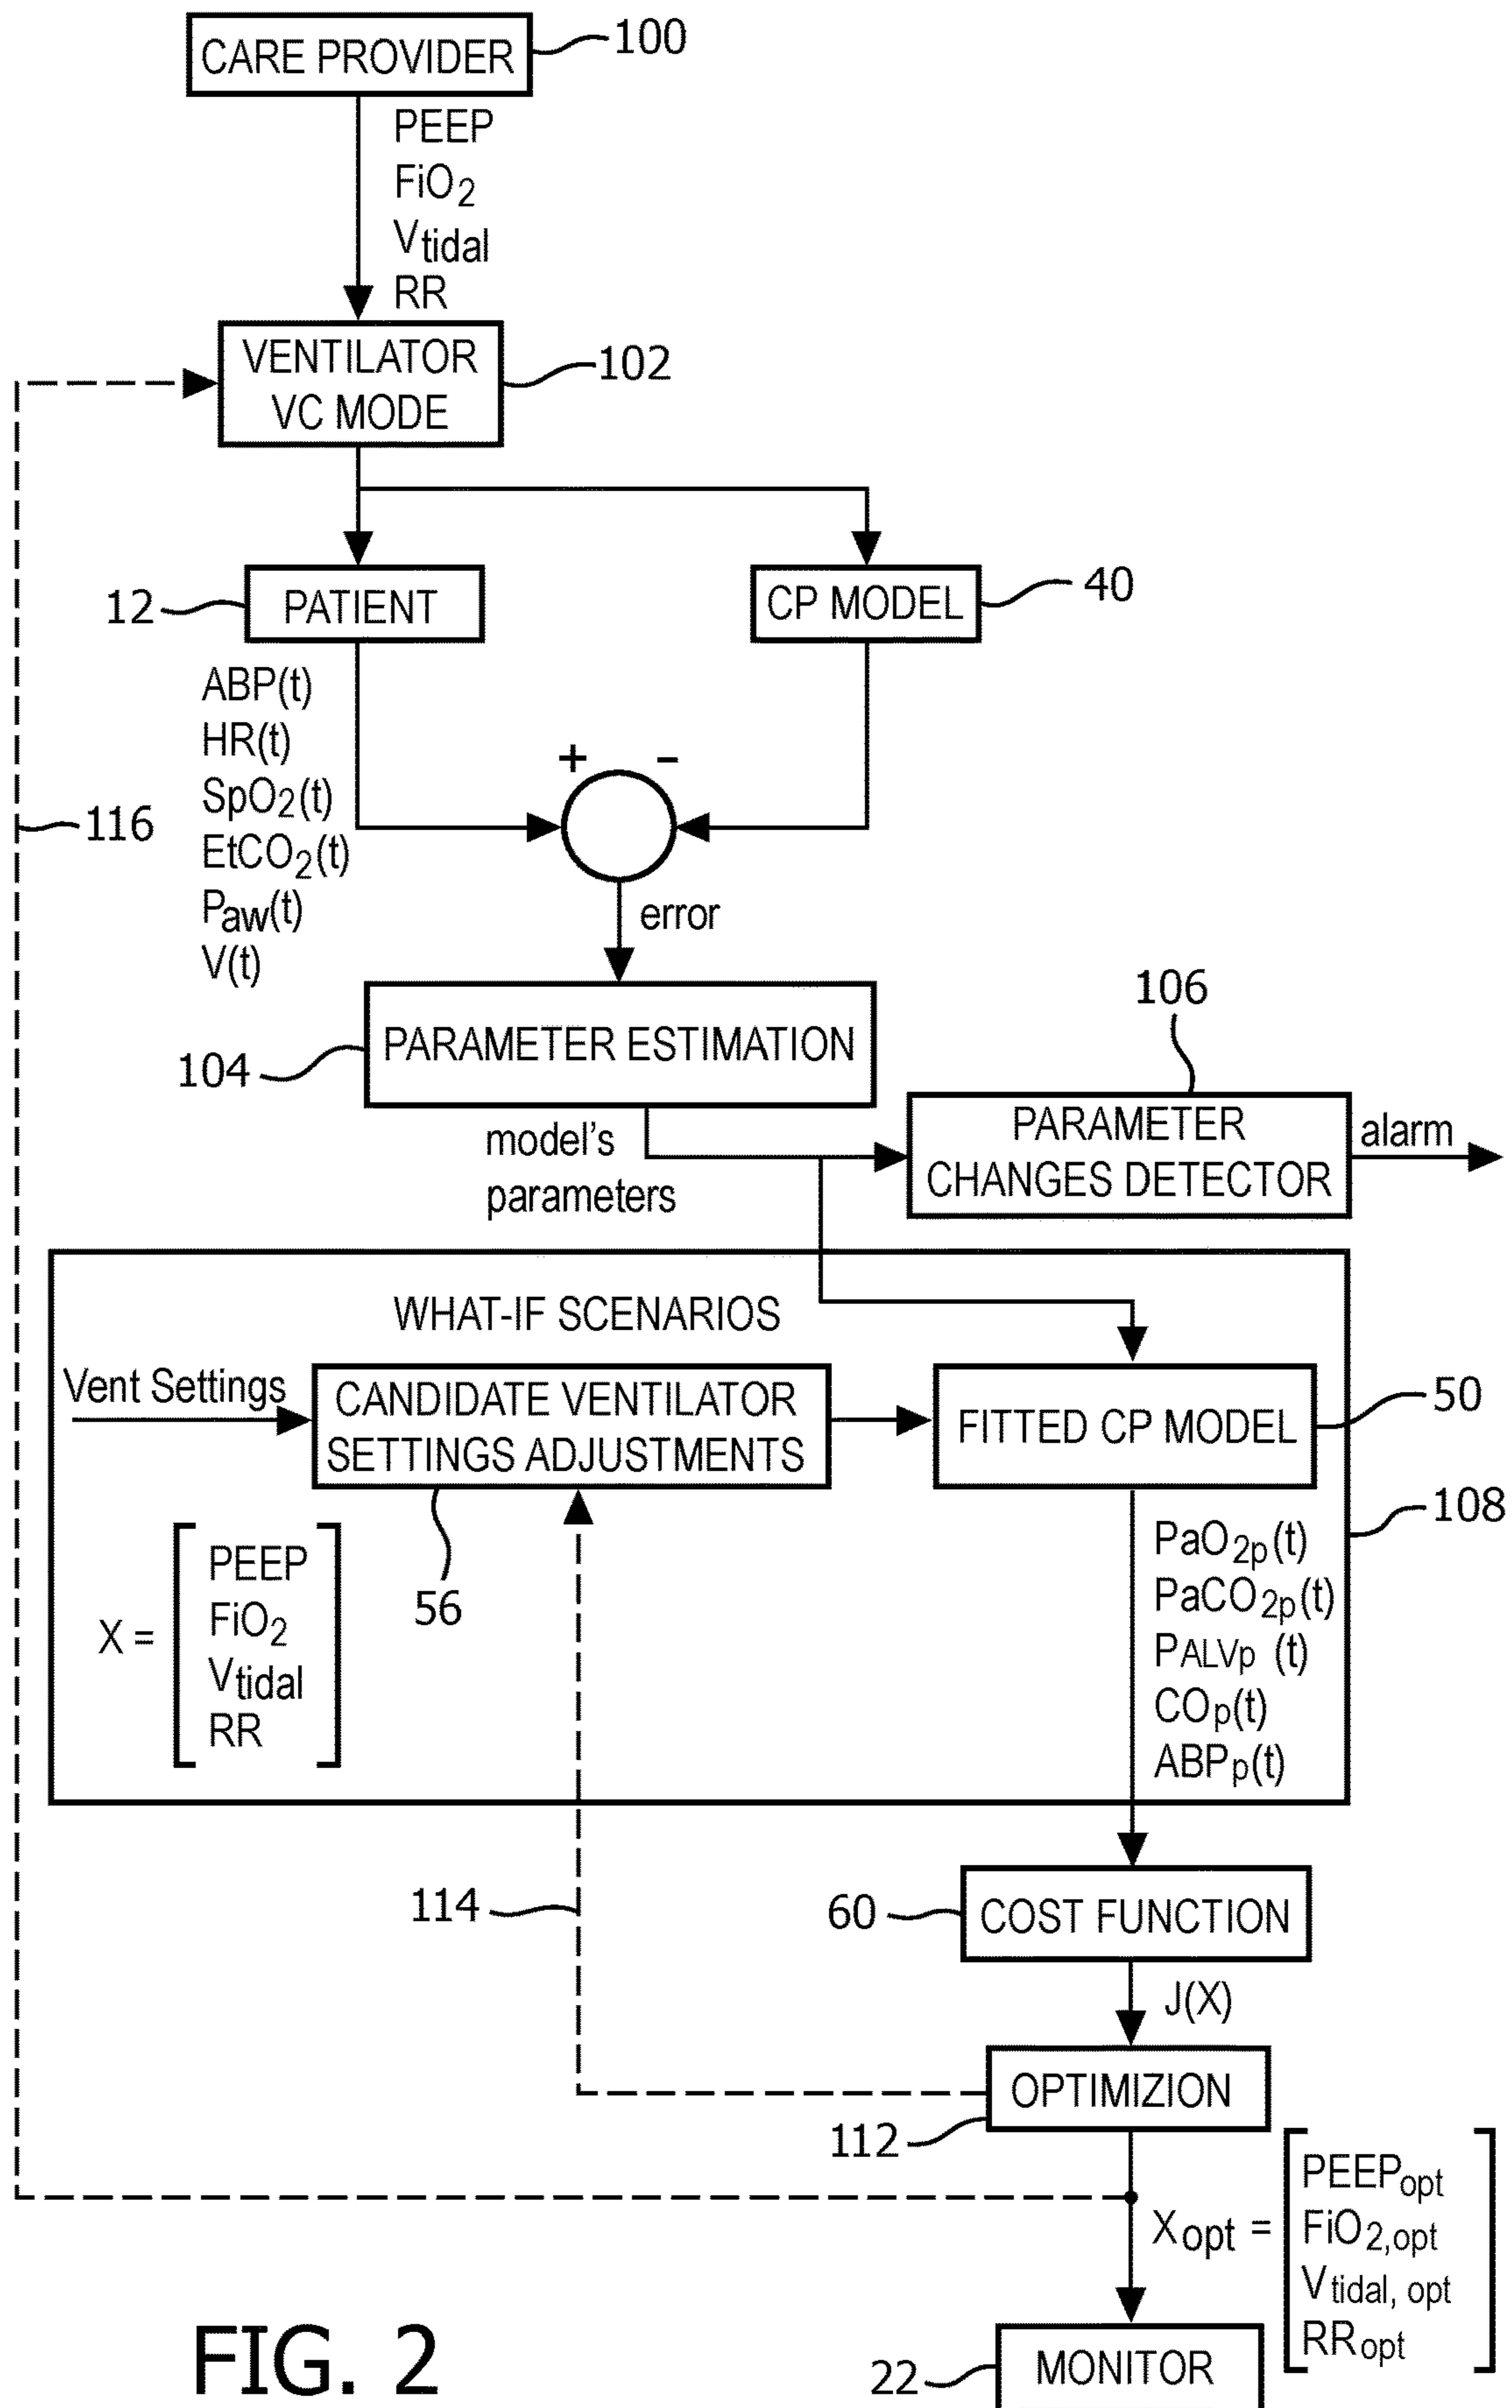 CARE PROVIDER
100
PEEP
FiO2
Vtidal
RR
VENTILATOR
VC MODE
102
PATIENT
12
CP MODEL
40
ABP(t)
HR(t)
SpO2(t)
EtCO2(t)
Paw(t)
V(t)
116
+
-
error
PARAMETER ESTIMATION
104
106
model's
parameters
PARAMETER
CHANGES DETECTOR
alarm
WHAT-IF SCENARIOS
Vent Settings
CANDIDATE VENTILATOR
SETTINGS ADJUSTMENTS
56
FITTED CP MODEL
50
108
X =
PEEP
FiO2
Vtidal
RR
PaO2p(t)
PaCO2p(t)
PALVp (t)
COp(t)
ABPp(t)
114
60
COST FUNCTION
J(X)
OPTIMIZION
112
Xopt =
PEEPopt
FiO2,opt
Vtidal, opt
RRopt
MONITOR
22
FIG. 2